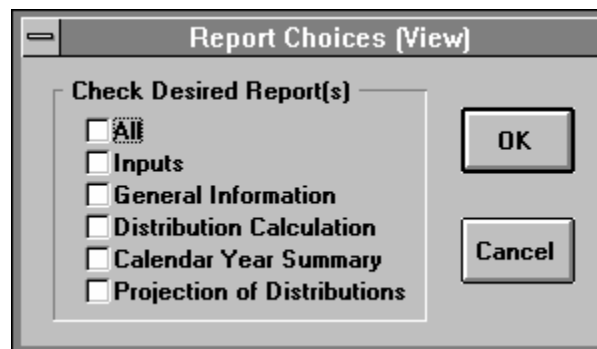 Report Choices (View)
Check Desired Report(s)
All
Inputs
General Information
Distribution Calculation
Calendar Year Summary
Projection of Distributions
OK
Cancel